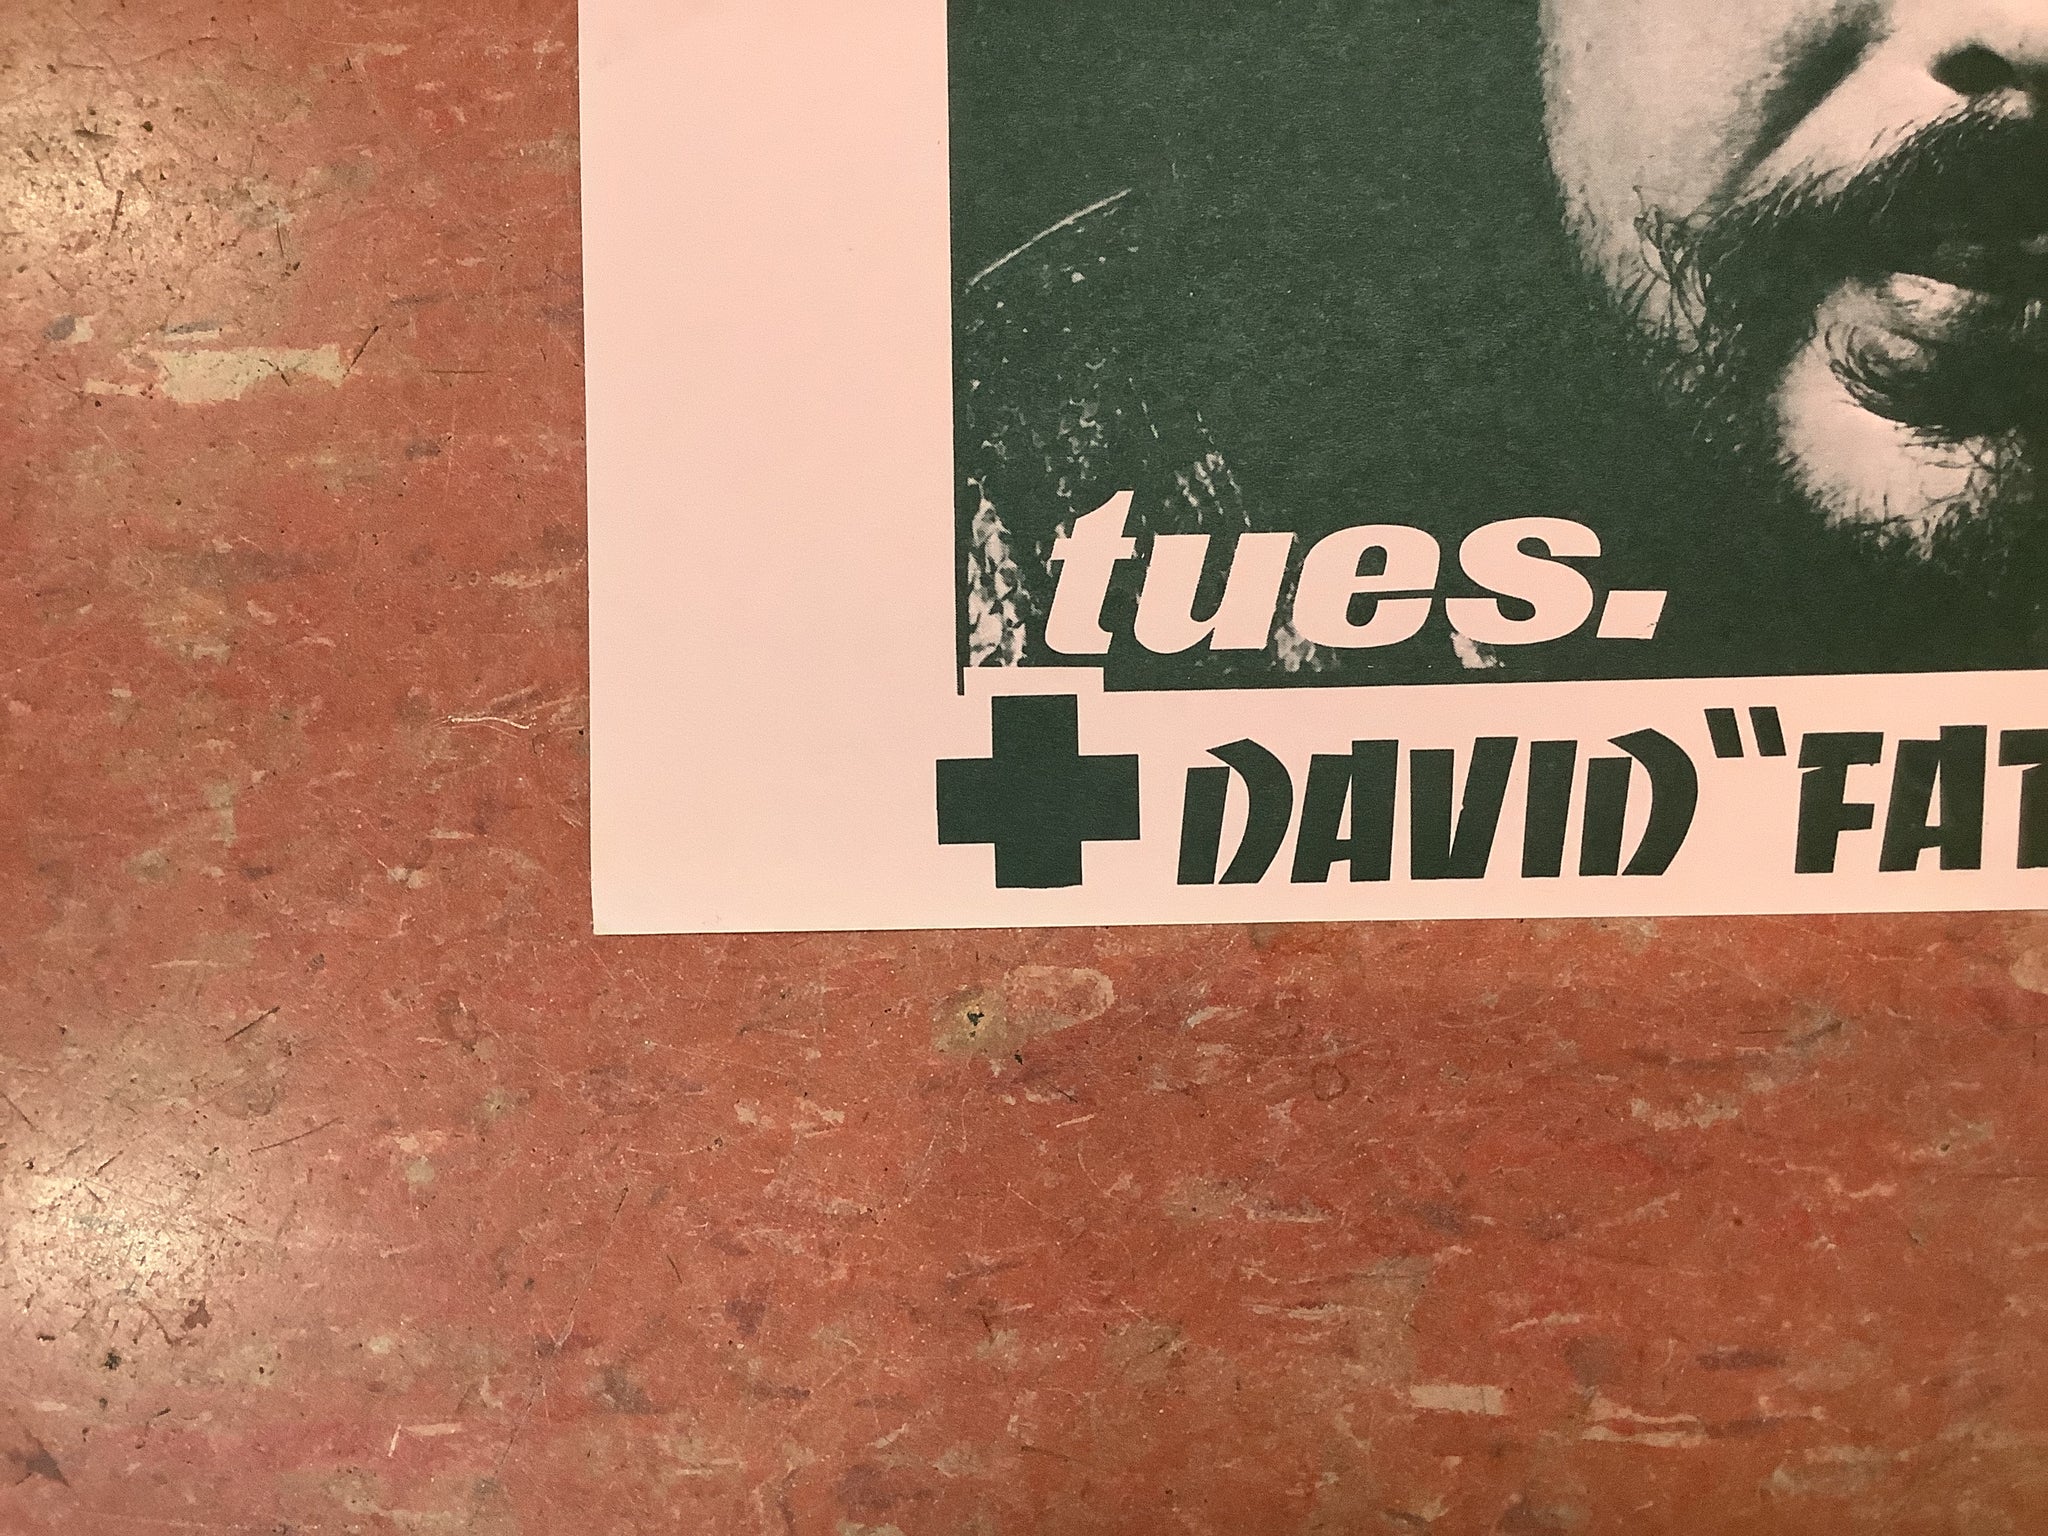 tues.
+ DAVID "FAT